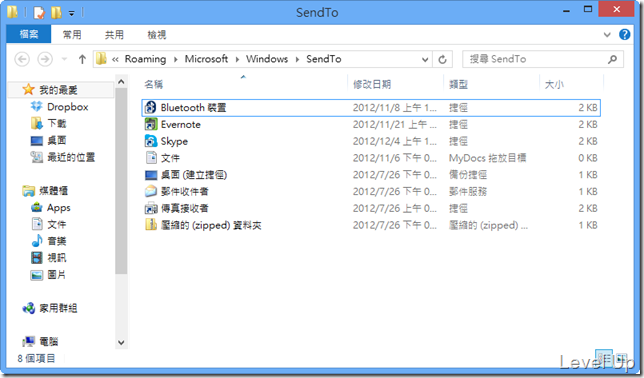 SendTo
檔案 常用 共用 檢視
« Roaming Microsoft Windows SendTo 搜尋 SendTo
名稱 修改日期 類型 大小
我的最愛
Dropbox
下載
桌面
最近的位置
媒體櫃
Apps
文件
音樂
視訊
圖片
家用群組
電腦
Bluetooth 裝置 2012/11/8 上午 1... 捷徑 2 KB
Evernote 2012/11/21 上午 ... 捷徑 2 KB
Skype 2012/12/4 上午 1... 捷徑 2 KB
文件 2012/11/6 下午 0... MyDocs 拖放目標 0 KB
桌面 (建立捷徑) 2012/7/26 下午 0... 備份捷徑 1 KB
郵件收件者 2012/7/26 下午 0... 郵件服務 1 KB
傳真接收者 2012/7/26 下午 0... 捷徑 2 KB
壓縮的 (zipped) 資料夾 2012/7/26 下午 0... 壓縮的 (zipped) ... 1 KB
8 個項目
Level Up